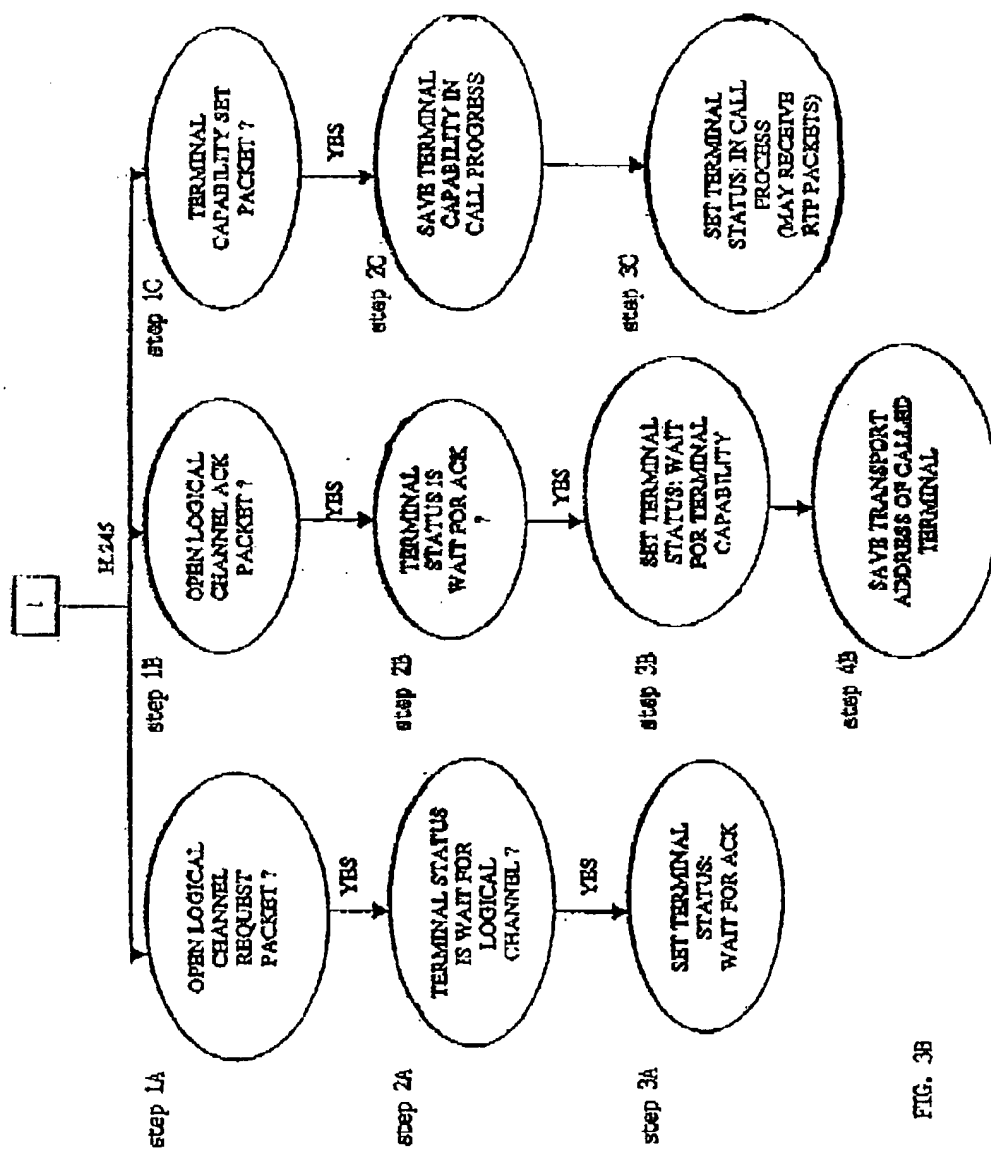 1
H.245
step 1A
OPEN LOGICAL
CHANNEL
REQUEST
PACKET ?
YES
step 2A
TERMINAL STATUS
IS WAIT FOR
LOGICAL
CHANNEL ?
YES
step 3A
SET TERMINAL
STATUS:
WAIT FOR ACK
step 1B
OPEN LOGICAL
CHANNEL ACK
PACKET ?
YES
step 2B
TERMINAL
STATUS IS
WAIT FOR ACK
?
YES
step 3B
SET TERMINAL
STATUS: WAIT
FOR TERMINAL
CAPABILITY
step 4B
SAVE TRANSPORT
ADDRESS OF CALLED
TERMINAL
step 1C
TERMINAL
CAPABILITY SET
PACKET ?
YES
step 2C
SAVE TERMINAL
CAPABILITY IN
CALL PROGRESS
step 3C
SET TERMINAL
STATUS: IN CALL
PROCESS
(MAY RECEIVE
RTP PACKETS)
FIG. 3B